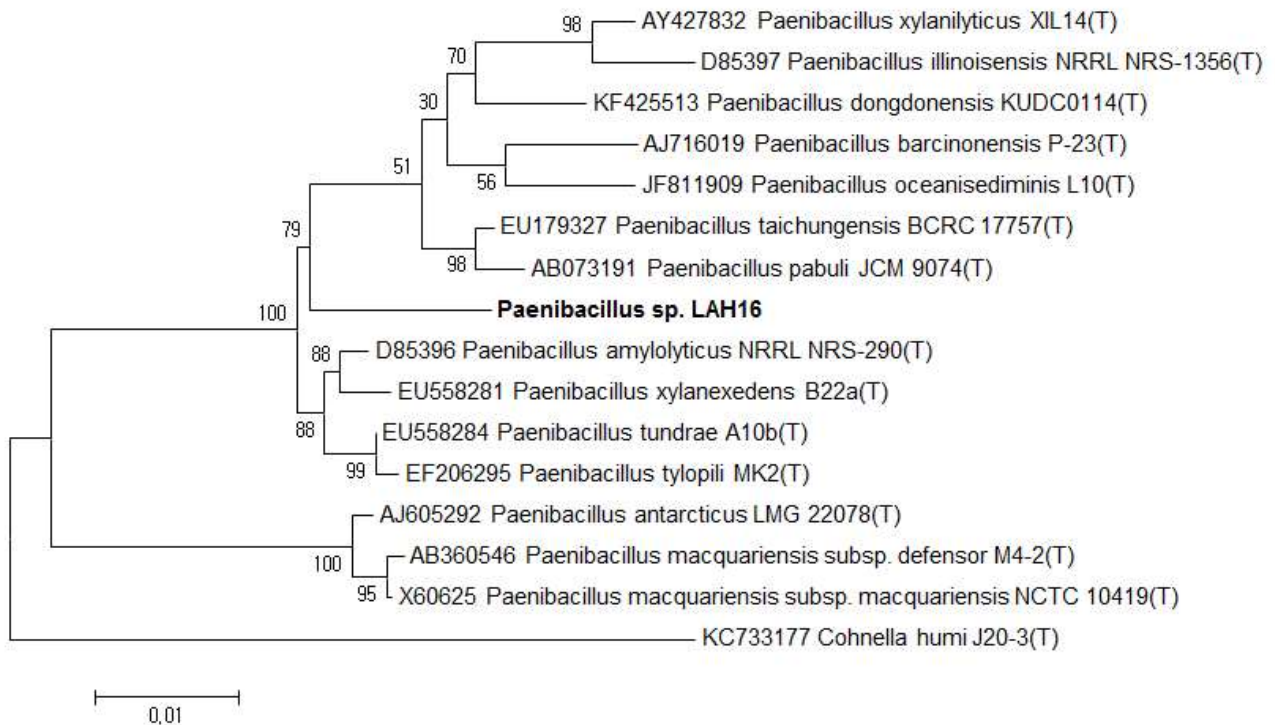 98
AY427832 Paenibacillus xylanilyticus XIL14(T)
70
D85397 Paenibacillus illinoisensis NRRL NRS-1356(T)
30
KF425513 Paenibacillus dongdonensis KUDC0114(T)
AJ716019 Paenibacillus barcinonensis P-23(T)
51
56
JF811909 Paenibacillus oceanisediminis L10(T)
79
EU179327 Paenibacillus taichungensis BCRC 17757(T)
98
AB073191 Paenibacillus pabuli JCM 9074(T)
100
Paenibacillus sp. LAH16
88
D85396 Paenibacillus amylolyticus NRRL NRS-290(T)
EU558281 Paenibacillus xylanexedens B22a(T)
88
EU558284 Paenibacillus tundrae A10b(T)
99
EF206295 Paenibacillus tylopili MK2(T)
AJ605292 Paenibacillus antarcticus LMG 22078(T)
100
AB360546 Paenibacillus macquariensis subsp. defensor M4-2(T)
95
X60625 Paenibacillus macquariensis subsp. macquariensis NCTC 10419(T)
KC733177 Cohnella humi J20-3(T)
0,01